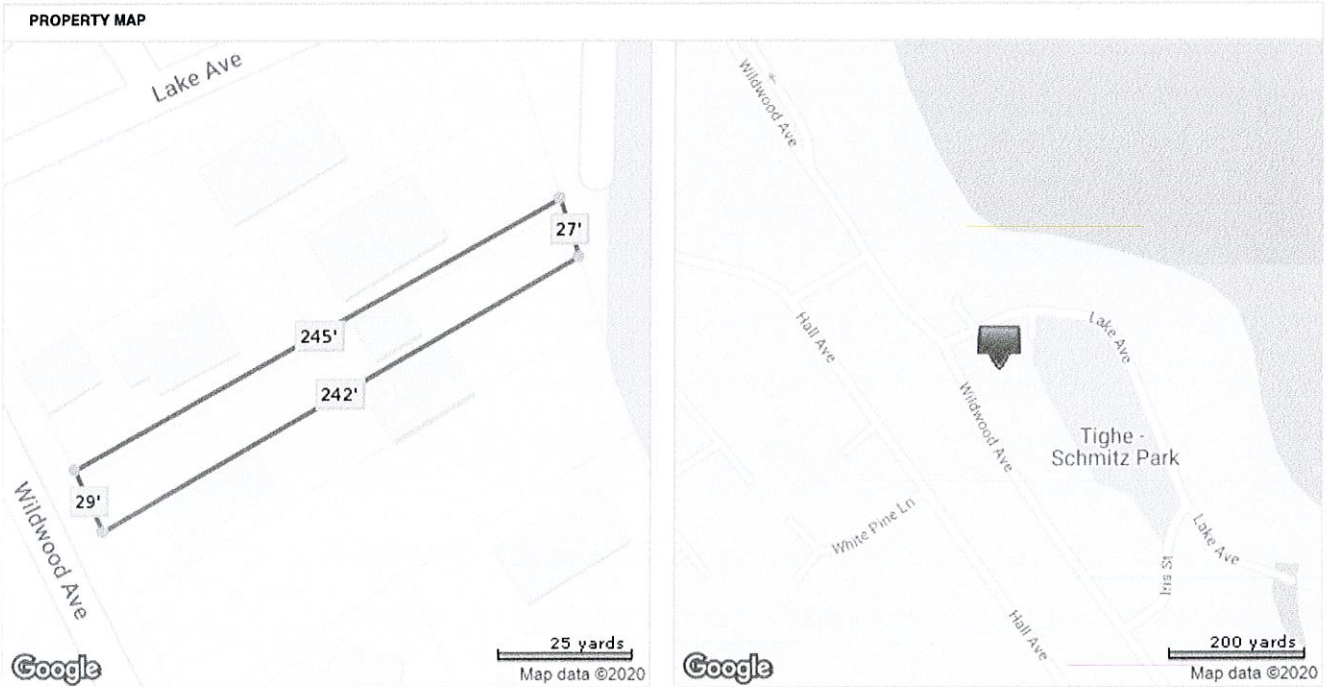 PROPERTY MAP
Lake Ave
27'
245'
242'
29'
Wildwood Ave
25 yards
Google
Map data ©2020
Wildwood Ave
Hall Ave
Lake Ave
Wildwood Ave
Tighe -
Schmitz Park
White Pine Ln
Lake Ave
Iris St
Hall Ave
200 yards
Google
Map data ©2020